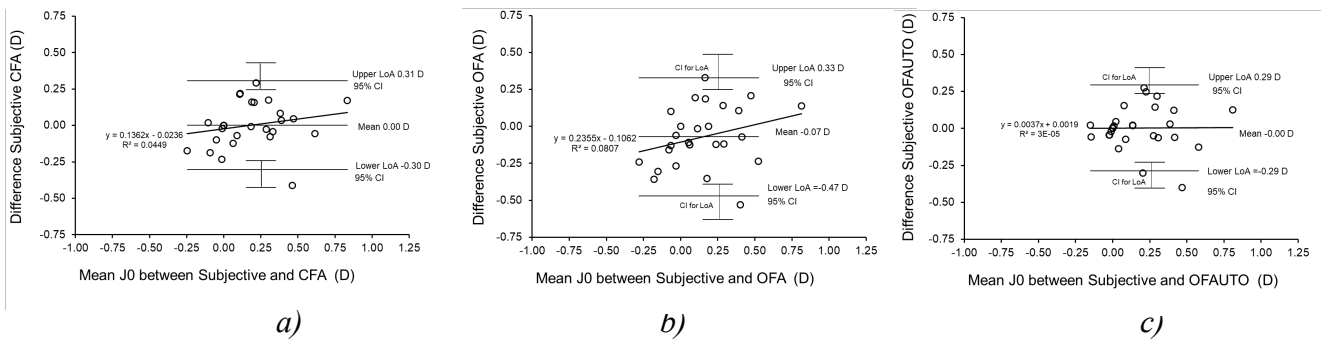 Difference Subjective CFA (D)
0.75
0.50
0.25
0.00
-0.25
-0.50
-0.75
Upper LoA 0.31 D
95% CI
y = 0.1362x - 0.0236
R² = 0.0449
Mean 0.00 D
Lower LoA -0.30 D
95% CI
-1.00 -0.75 -0.50 -0.25 0.00 0.25 0.50 0.75 1.00 1.25
Mean J0 between Subjective and CFA (D)
a)
Difference Subjective OFA (D)
0.75
0.50
0.25
0.00
-0.25
-0.50
-0.75
CI for LoA
Upper LoA 0.33 D
95% CI
y = 0.2355x - 0.1062
R² = 0.0807
Mean -0.07 D
CI for LoA
Lower LoA =-0.47 D
95% CI
-1.00 -0.75 -0.50 -0.25 0.00 0.25 0.50 0.75 1.00 1.25
Mean J0 between Subjective and OFA (D)
b)
Difference Subjective OFAUTO (D)
0.75
0.50
0.25
0.00
-0.25
-0.50
-0.75
CI for LoA
Upper LoA 0.29 D
95% CI
y = 0.0037x + 0.0019
R² = 3E-05
Mean -0.00 D
CI for LoA
Lower LoA =-0.29 D
95% CI
-1.00 -0.75 -0.50 -0.25 0.00 0.25 0.50 0.75 1.00 1.25
Mean J0 between Subjective and OFAUTO (D)
c)